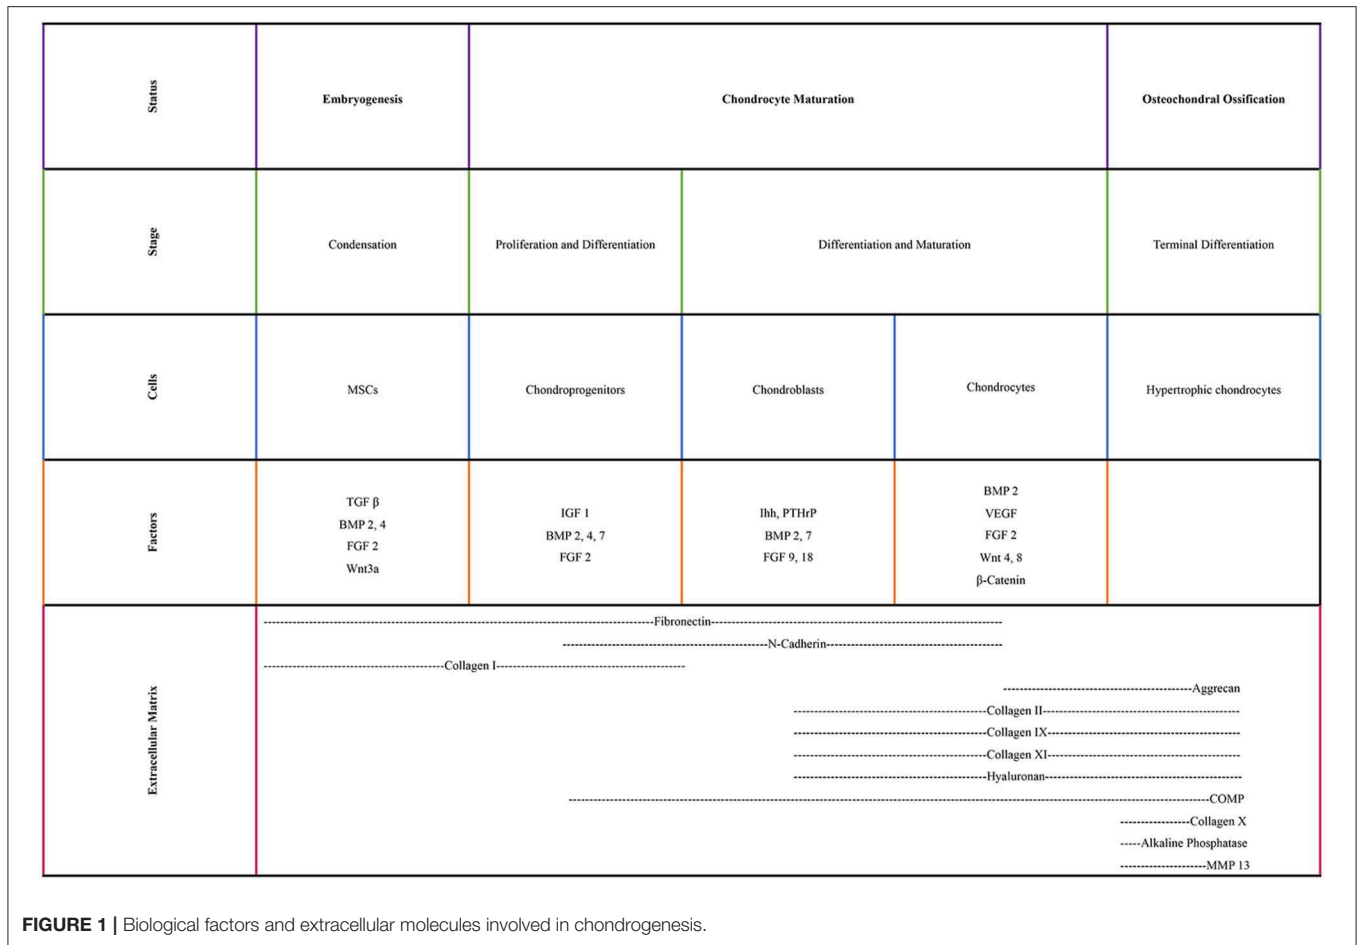 Status
Embryogenesis
Chondrocyte Maturation
Osteochondral Ossification
Stage
Condensation
Proliferation and Differentiation
Differentiation and Maturation
Terminal Differentiation
Cells
MSCs
Chondroprogenitors
Chondroblasts
Chondrocytes
Hypertrophic chondrocytes
Factors
TGF β
BMP 2, 4
FGF 2
Wnt3a
IGF 1
BMP 2, 4, 7
FGF 2
Ihh, PTHrP
BMP 2, 7
FGF 9, 18
BMP 2
VEGF
FGF 2
Wnt 4, 8
β-Catenin
Extracellular Matrix
Fibronectin
N-Cadherin
Collagen I
Aggrecan
Collagen II
Collagen IX
Collagen XI
Hyaluronan
COMP
Collagen X
Alkaline Phosphatase
MMP 13
FIGURE 1 | Biological factors and extracellular molecules involved in chondrogenesis.